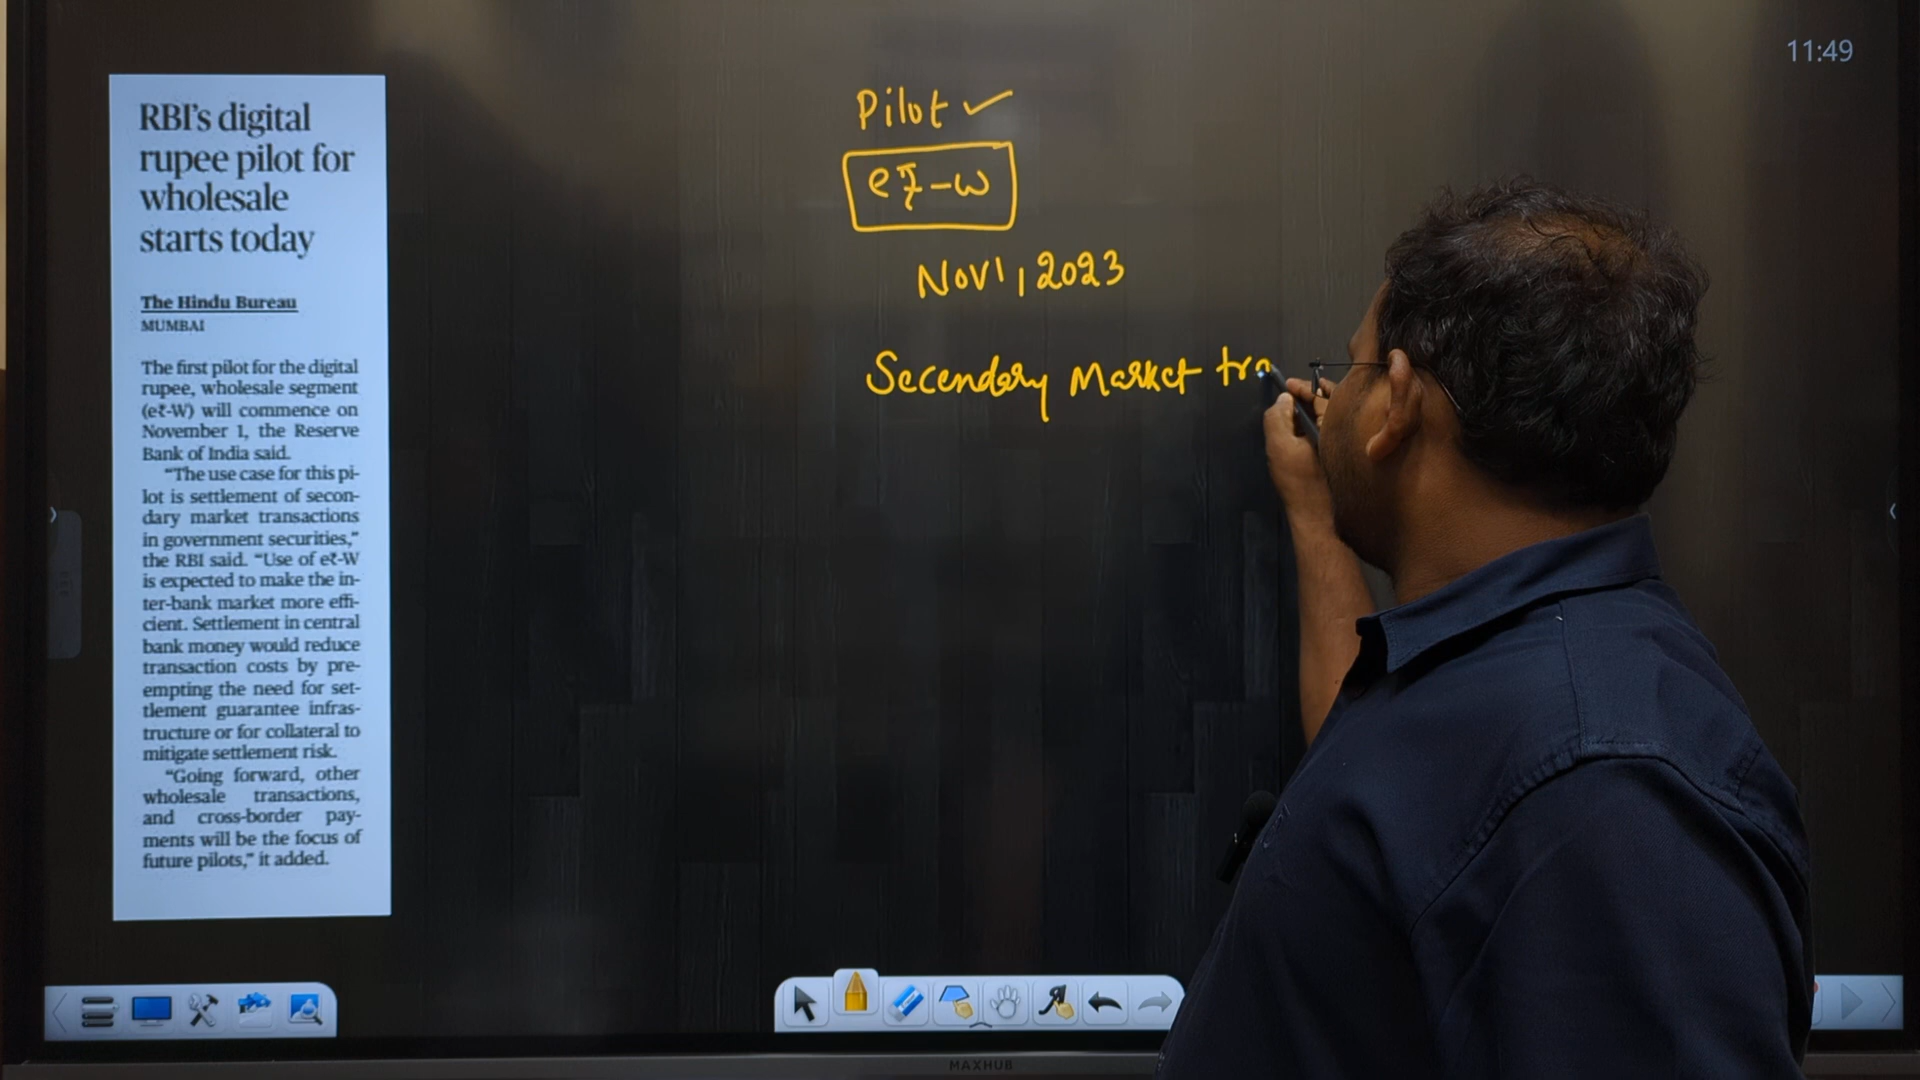 11:49
RBI's digital
rupee pilot for
wholesale
starts today
The Hindu Bureau
MUMBAI
The first pilot for the digital
rupee, wholesale segment
(e₹-W) will commence on
November 1, the Reserve
Bank of India said.
"The use case for this pi-
lot is settlement of secon-
dary market transactions
in government securities,"
the RBI said. "Use of e₹-W
is expected to make the in-
ter-bank market more effi-
cient. Settlement in central
bank money would reduce
transaction costs by pre-
empting the need for set-
tlement guarantee infras-
tructure or for collateral to
mitigate settlement risk.
"Going forward, other
wholesale transactions,
and cross-border pay-
ments will be the focus of
future pilots," it added.
Pilot ✓
e₹-w
Nov 1, 2023
Secendary Market tra
MAXHUB